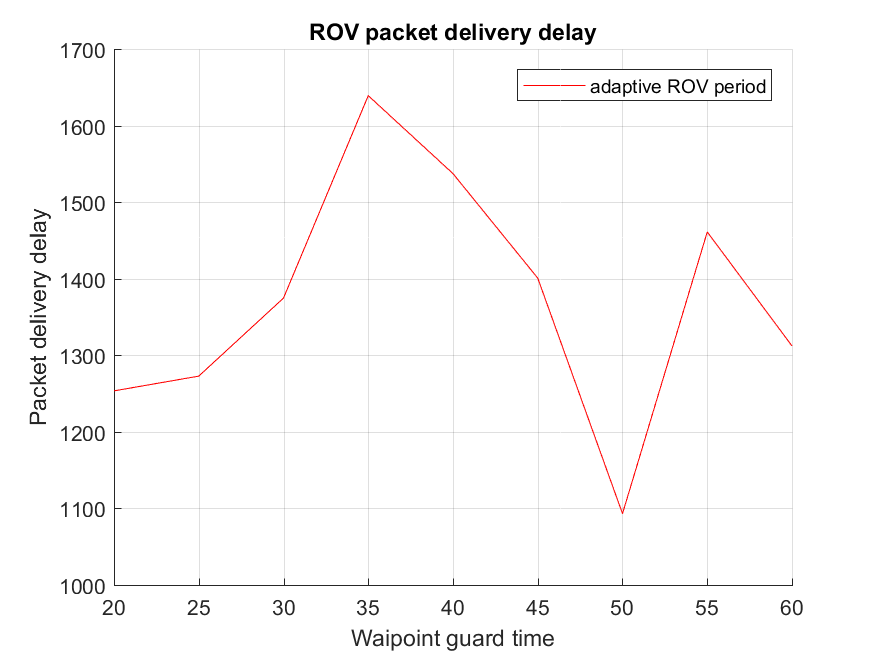 ROV packet delivery delay
adaptive ROV period
1700
1600
1500
1400
1300
1200
1100
1000
Packet delivery delay
20 25 30 35 40 45 50 55 60
Waipoint guard time